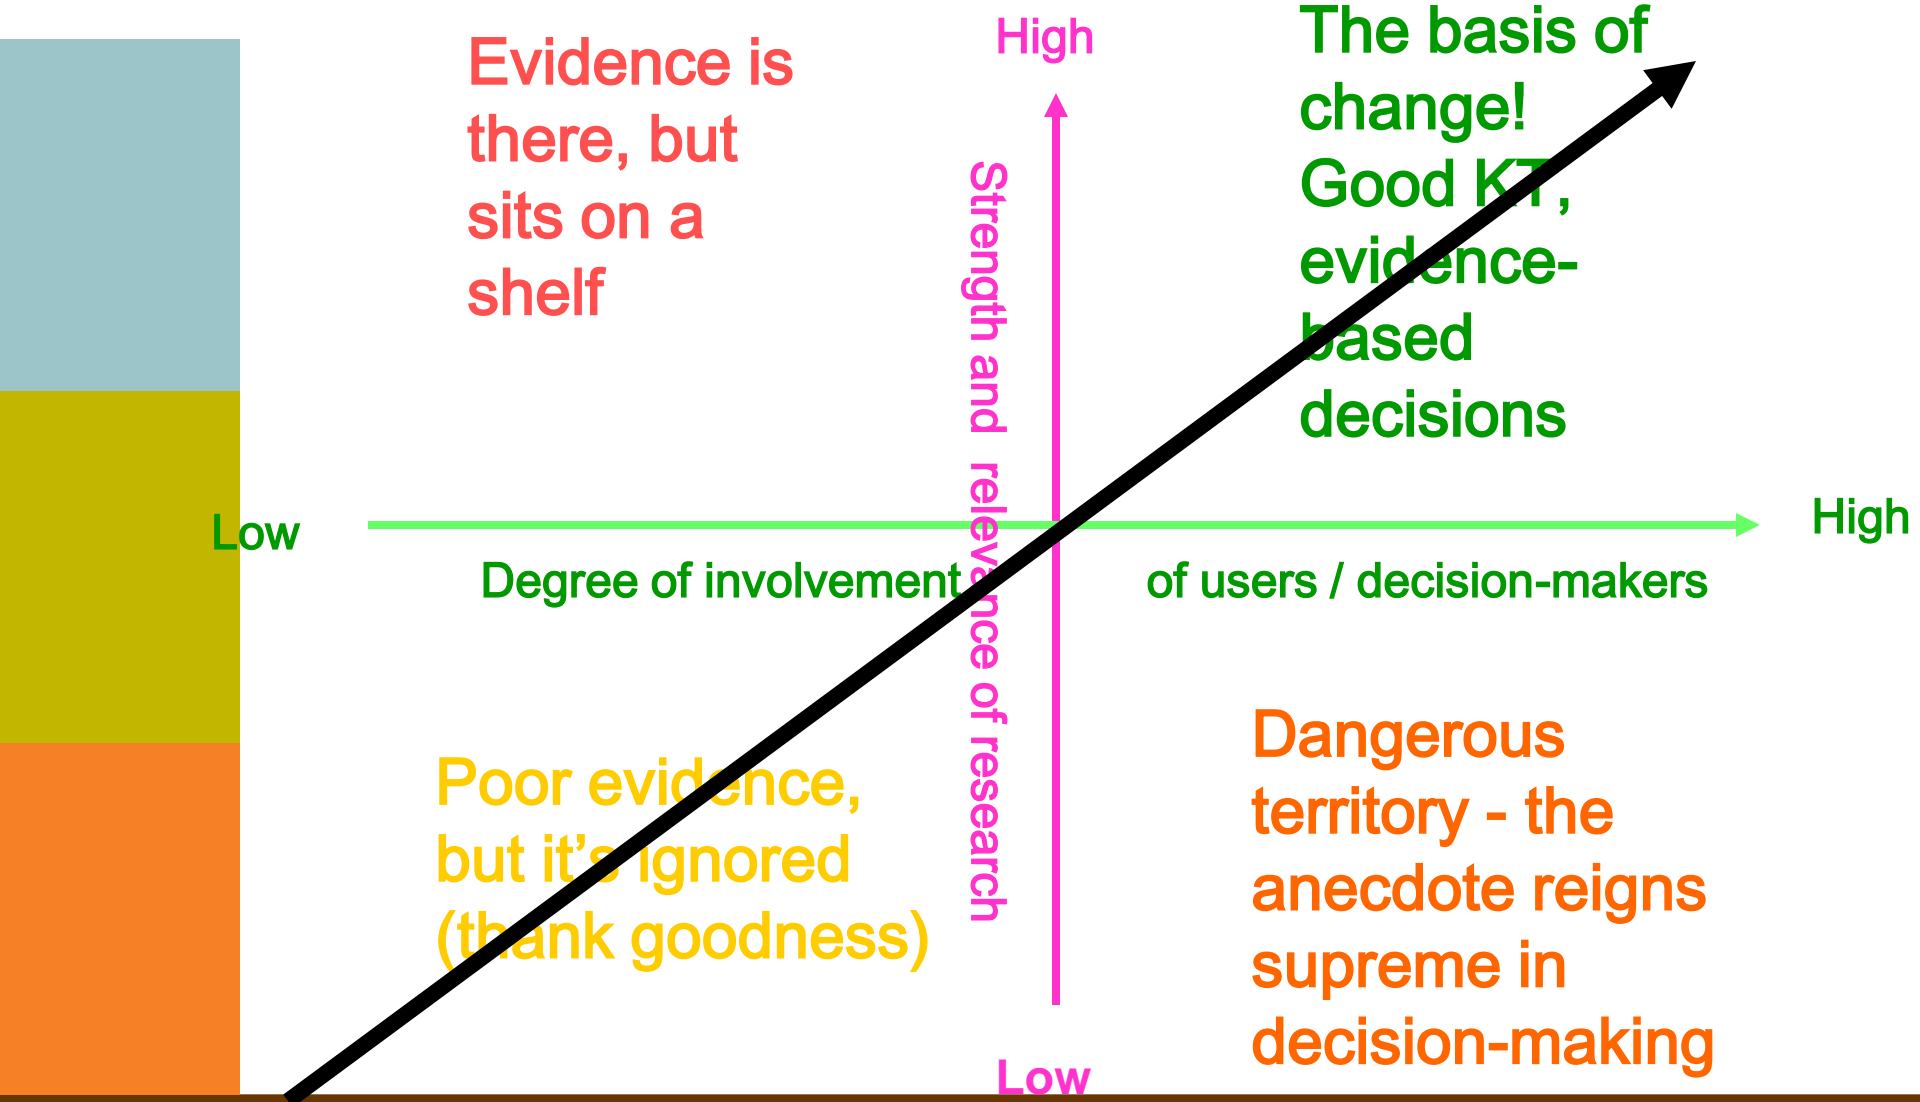 Evidence is
there, but
sits on a
shelf
High
The basis of
change!
Good KT,
evidence-
based
decisions
Strength and relevance of research
Low
High
Degree of involvement of users / decision-makers
Poor evidence,
but it’s ignored
(thank goodness)
Dangerous
territory - the
anecdote reigns
supreme in
decision-making
Low